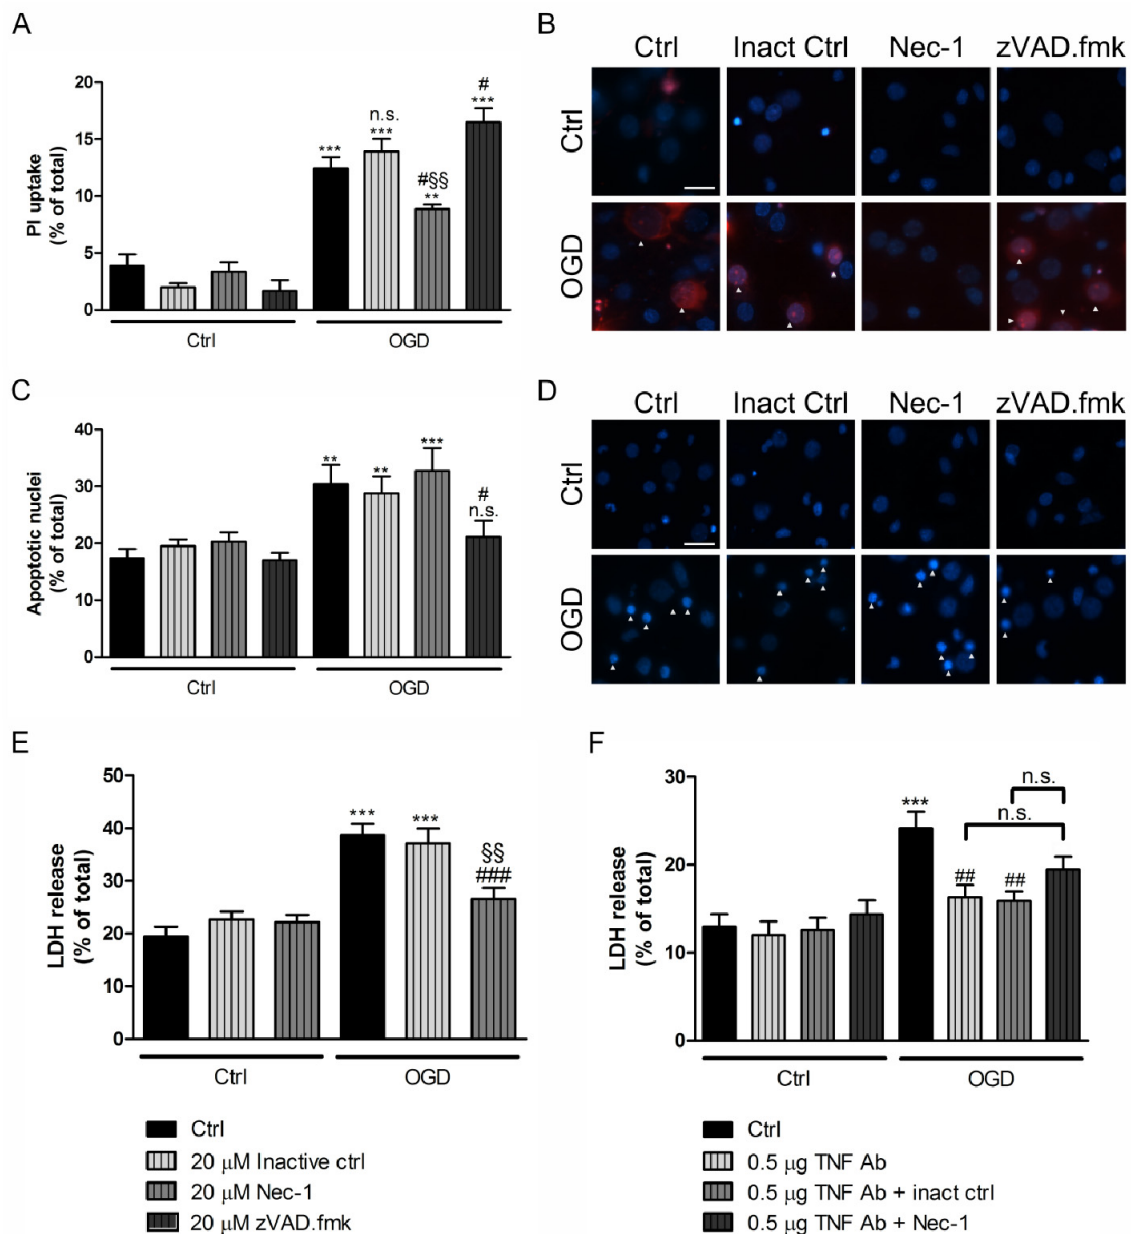 A
PI uptake
(% of total)
20
15
10
5
0
***
n.s.
***
#§§
**
#
***
Ctrl
OGD
B
Ctrl
Inact Ctrl
Nec-1
zVAD.fmk
Ctrl
OGD
C
Apoptotic nuclei
(% of total)
40
30
20
10
0
**
**
***
#
n.s.
Ctrl
OGD
D
Ctrl
Inact Ctrl
Nec-1
zVAD.fmk
Ctrl
OGD
E
LDH release
(% of total)
50
40
30
20
10
0
***
***
§§
###
Ctrl
OGD
Ctrl
20 μM Inactive ctrl
20 μM Nec-1
20 μM zVAD.fmk
F
LDH release
(% of total)
30
20
10
0
***
##
##
n.s.
n.s.
Ctrl
OGD
Ctrl
0.5 μg TNF Ab
0.5 μg TNF Ab + inact ctrl
0.5 μg TNF Ab + Nec-1